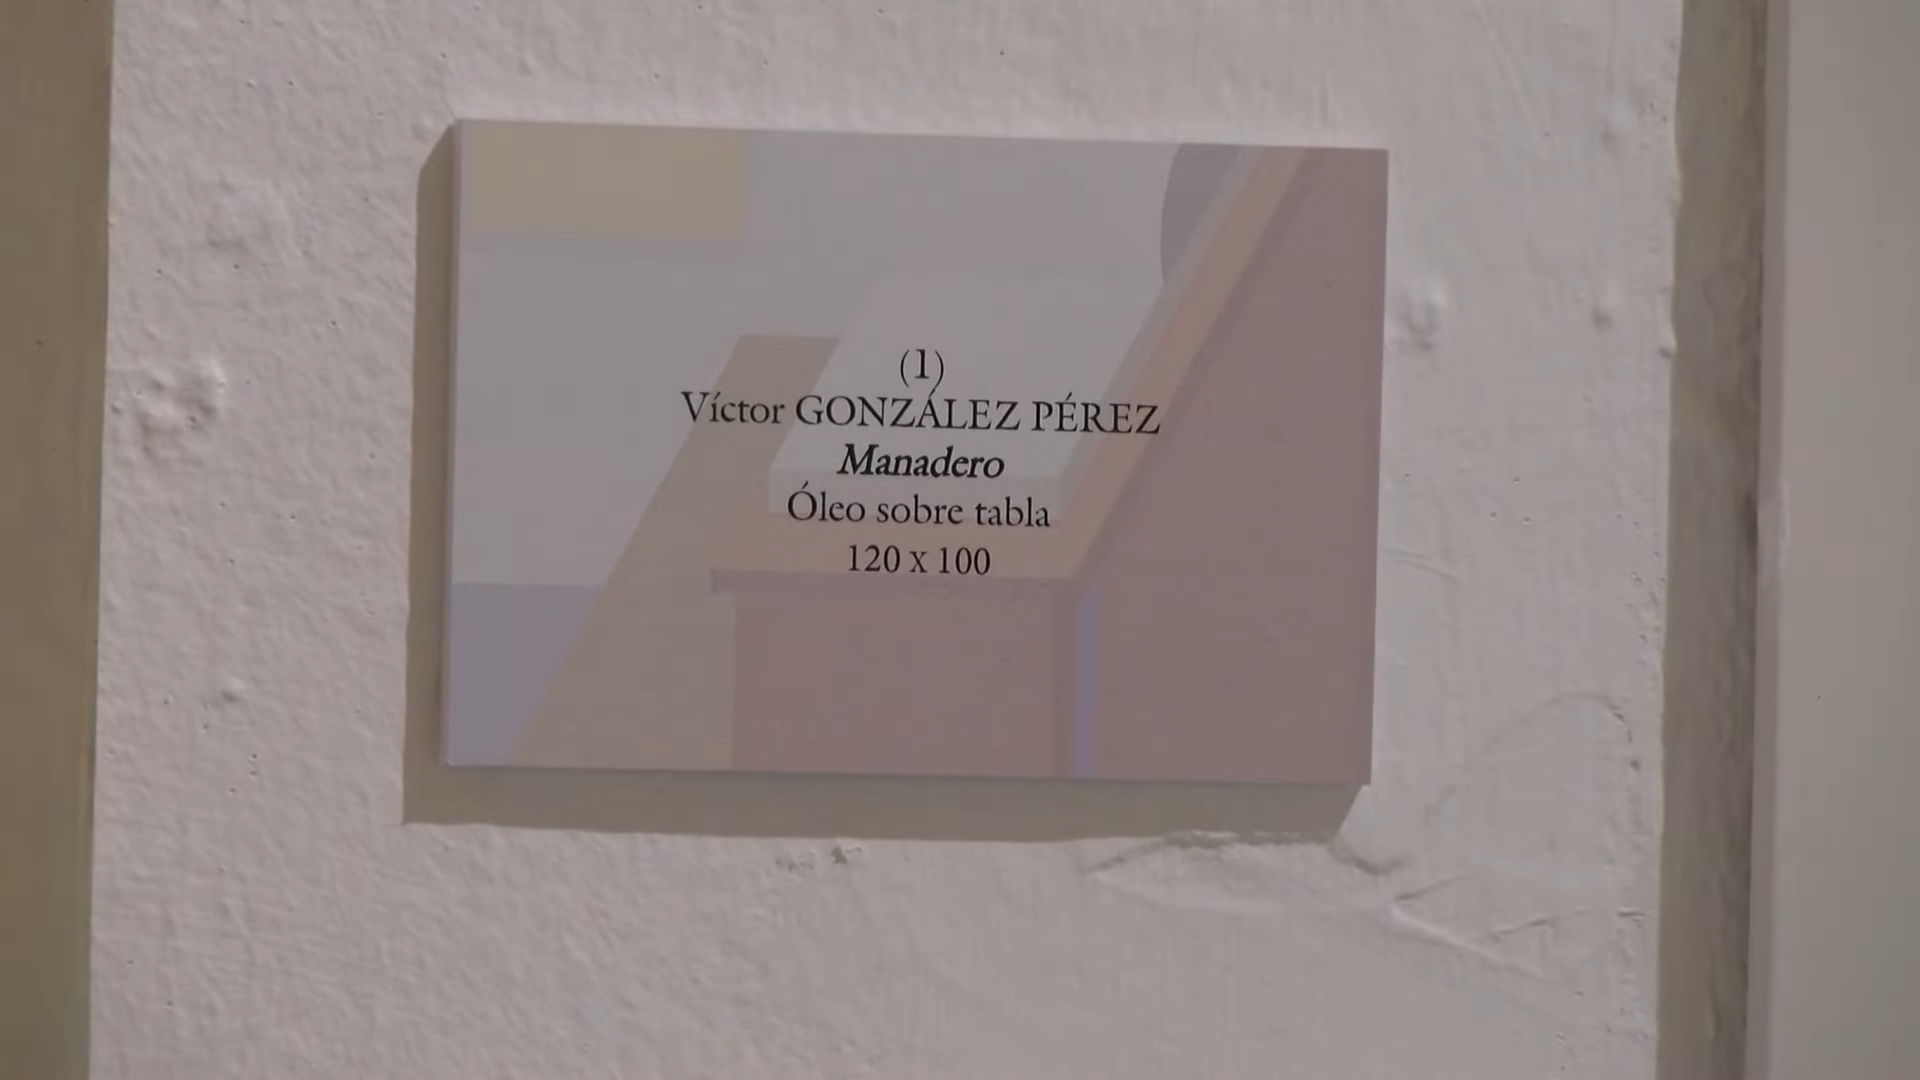 (1)
Víctor GONZÁLEZ PÉREZ
Manadero
Óleo sobre tabla
120 x 100